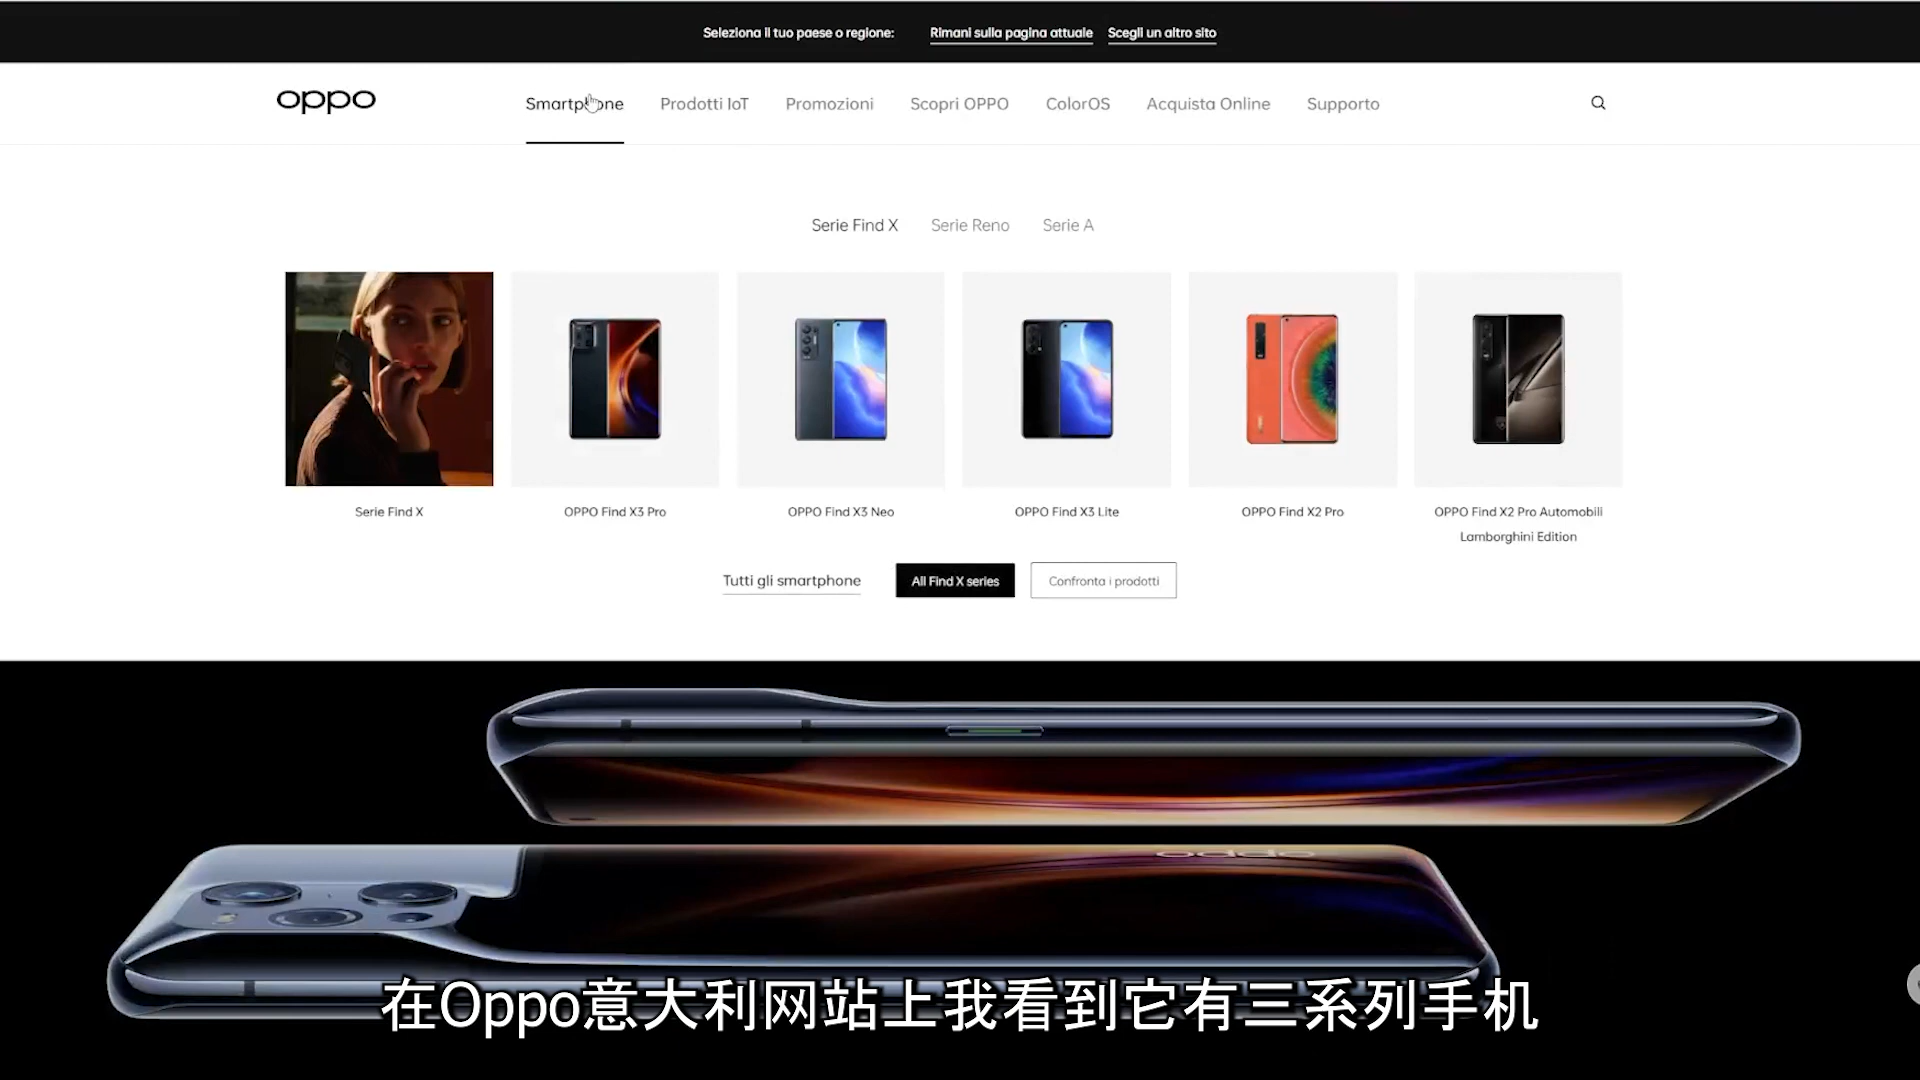 Seleziona il tuo paese o regione: Rimani sulla pagina attuale Scegli un altro sito
oppo Smartphone Prodotti IoT Promozioni Scopri OPPO ColorOS Acquista Online Supporto
Serie Find X Serie Reno Serie A
Serie Find X
OPPO Find X3 Pro
OPPO Find X3 Neo
OPPO Find X3 Lite
OPPO Find X2 Pro
OPPO Find X2 Pro Automobili
Lamborghini Edition
Tutti gli smartphone All Find X series Confronta i prodotti
oppo
在Oppo意大利网站上我看到它有三系列手机